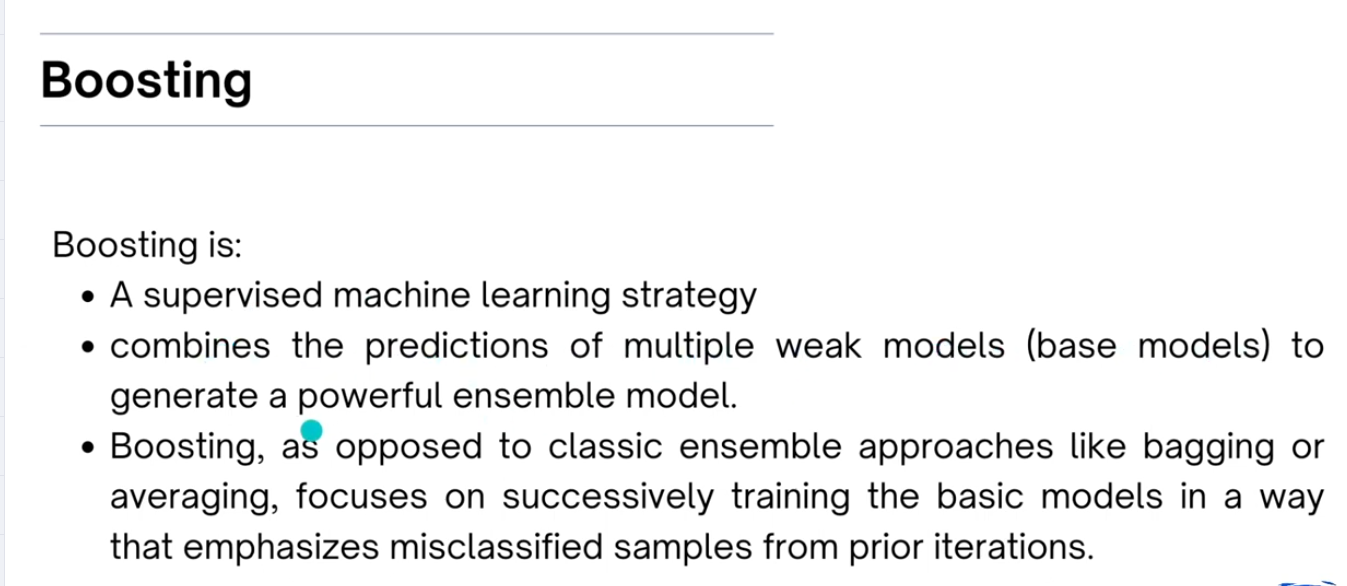 Boosting
Boosting is:
• A supervised machine learning strategy
• combines the predictions of multiple weak models (base models) to
generate a powerful ensemble model.
• Boosting, as opposed to classic ensemble approaches like bagging or
averaging, focuses on successively training the basic models in a way
that emphasizes misclassified samples from prior iterations.